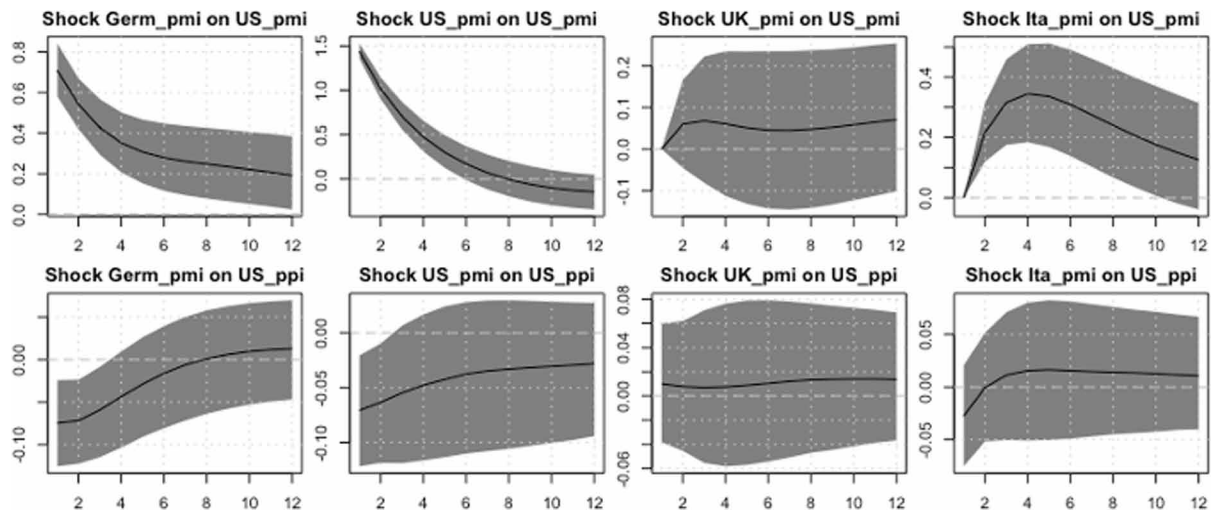 Shock Germ_pmi on US_pmi
0.8
0.6
0.4
0.2
0.0
2 4 6 8 10 12
Shock US_pmi on US_pmi
1.5
1.0
0.5
0.0
2 4 6 8 10 12
Shock UK_pmi on US_pmi
0.2
0.1
0.0
-0.1
2 4 6 8 10 12
Shock Ita_pmi on US_pmi
0.4
0.2
0.0
2 4 6 8 10 12
Shock Germ_pmi on US_ppi
0.00
-0.10
2 4 6 8 10 12
Shock US_pmi on US_ppi
0.00
-0.05
-0.10
2 4 6 8 10 12
Shock UK_pmi on US_ppi
0.08
0.04
0.00
-0.06
2 4 6 8 10 12
Shock Ita_pmi on US_ppi
0.05
0.00
-0.05
2 4 6 8 10 12